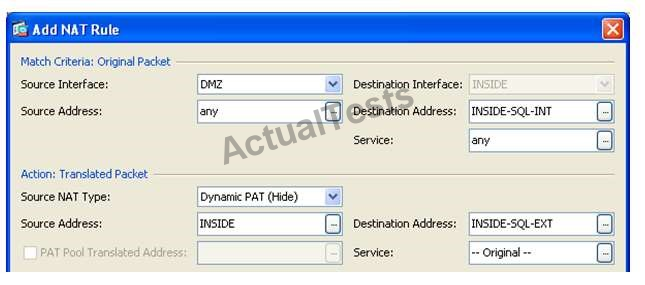 Add NAT Rule
Match Criteria: Original Packet
Source Interface: DMZ Destination Interface: INSIDE
Source Address: any ... Destination Address: INSIDE-SQL-INT ...
Service: any ...
ActualTests
Action: Translated Packet
Source NAT Type: Dynamic PAT (Hide)
Source Address: INSIDE ... Destination Address: INSIDE-SQL-EXT ...
PAT Pool Translated Address: ... Service: -- Original -- ...